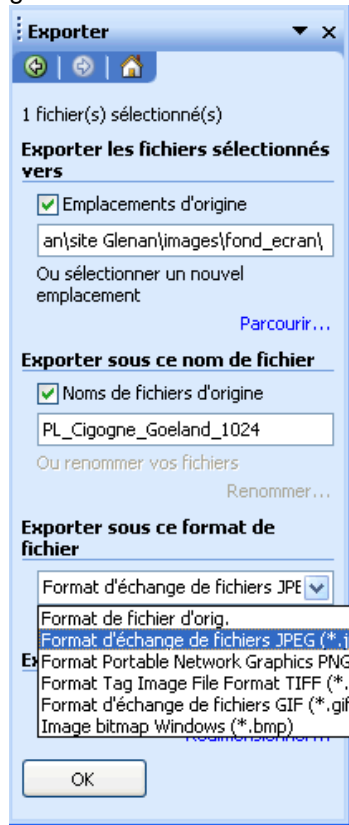 Exporter
1 fichier(s) sélectionné(s)
Exporter les fichiers sélectionnés
vers
Emplacements d'origine
an\site Glenan\images\fond_ecran\
Ou sélectionner un nouvel
emplacement
Parcourir...
Exporter sous ce nom de fichier
Noms de fichiers d'origine
PL_Cigogne_Goeland_1024
Ou renommer vos fichiers
Renommer...
Exporter sous ce format de
fichier
Format d'échange de fichiers JPE
Format de fichier d'orig.
Format d'échange de fichiers JPEG (*.j
Format Portable Network Graphics PNG
Format Tag Image File Format TIFF (*.
Format d'échange de fichiers GIF (*.gif
Image bitmap Windows (*.bmp)
OK